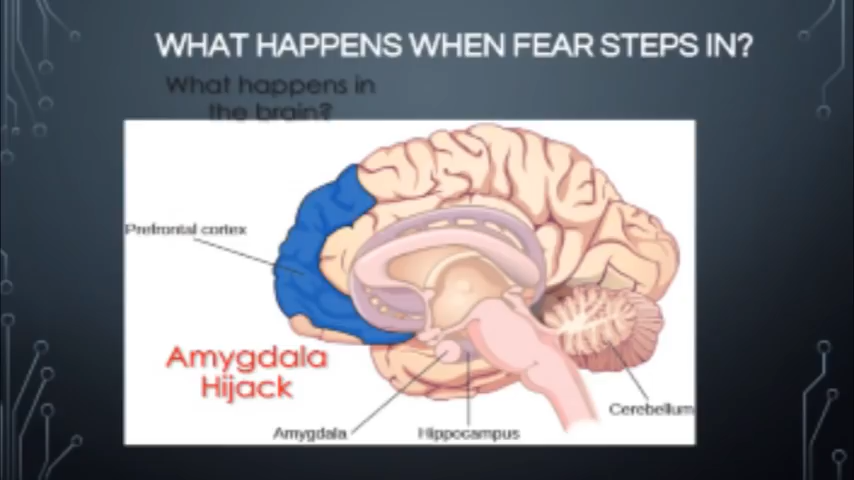 WHAT HAPPENS WHEN FEAR STEPS IN?
What happens in
the brain?
Prefrontal cortex
Amygdala
Hijack
Amygdala
Hippocampus
Cerebellum